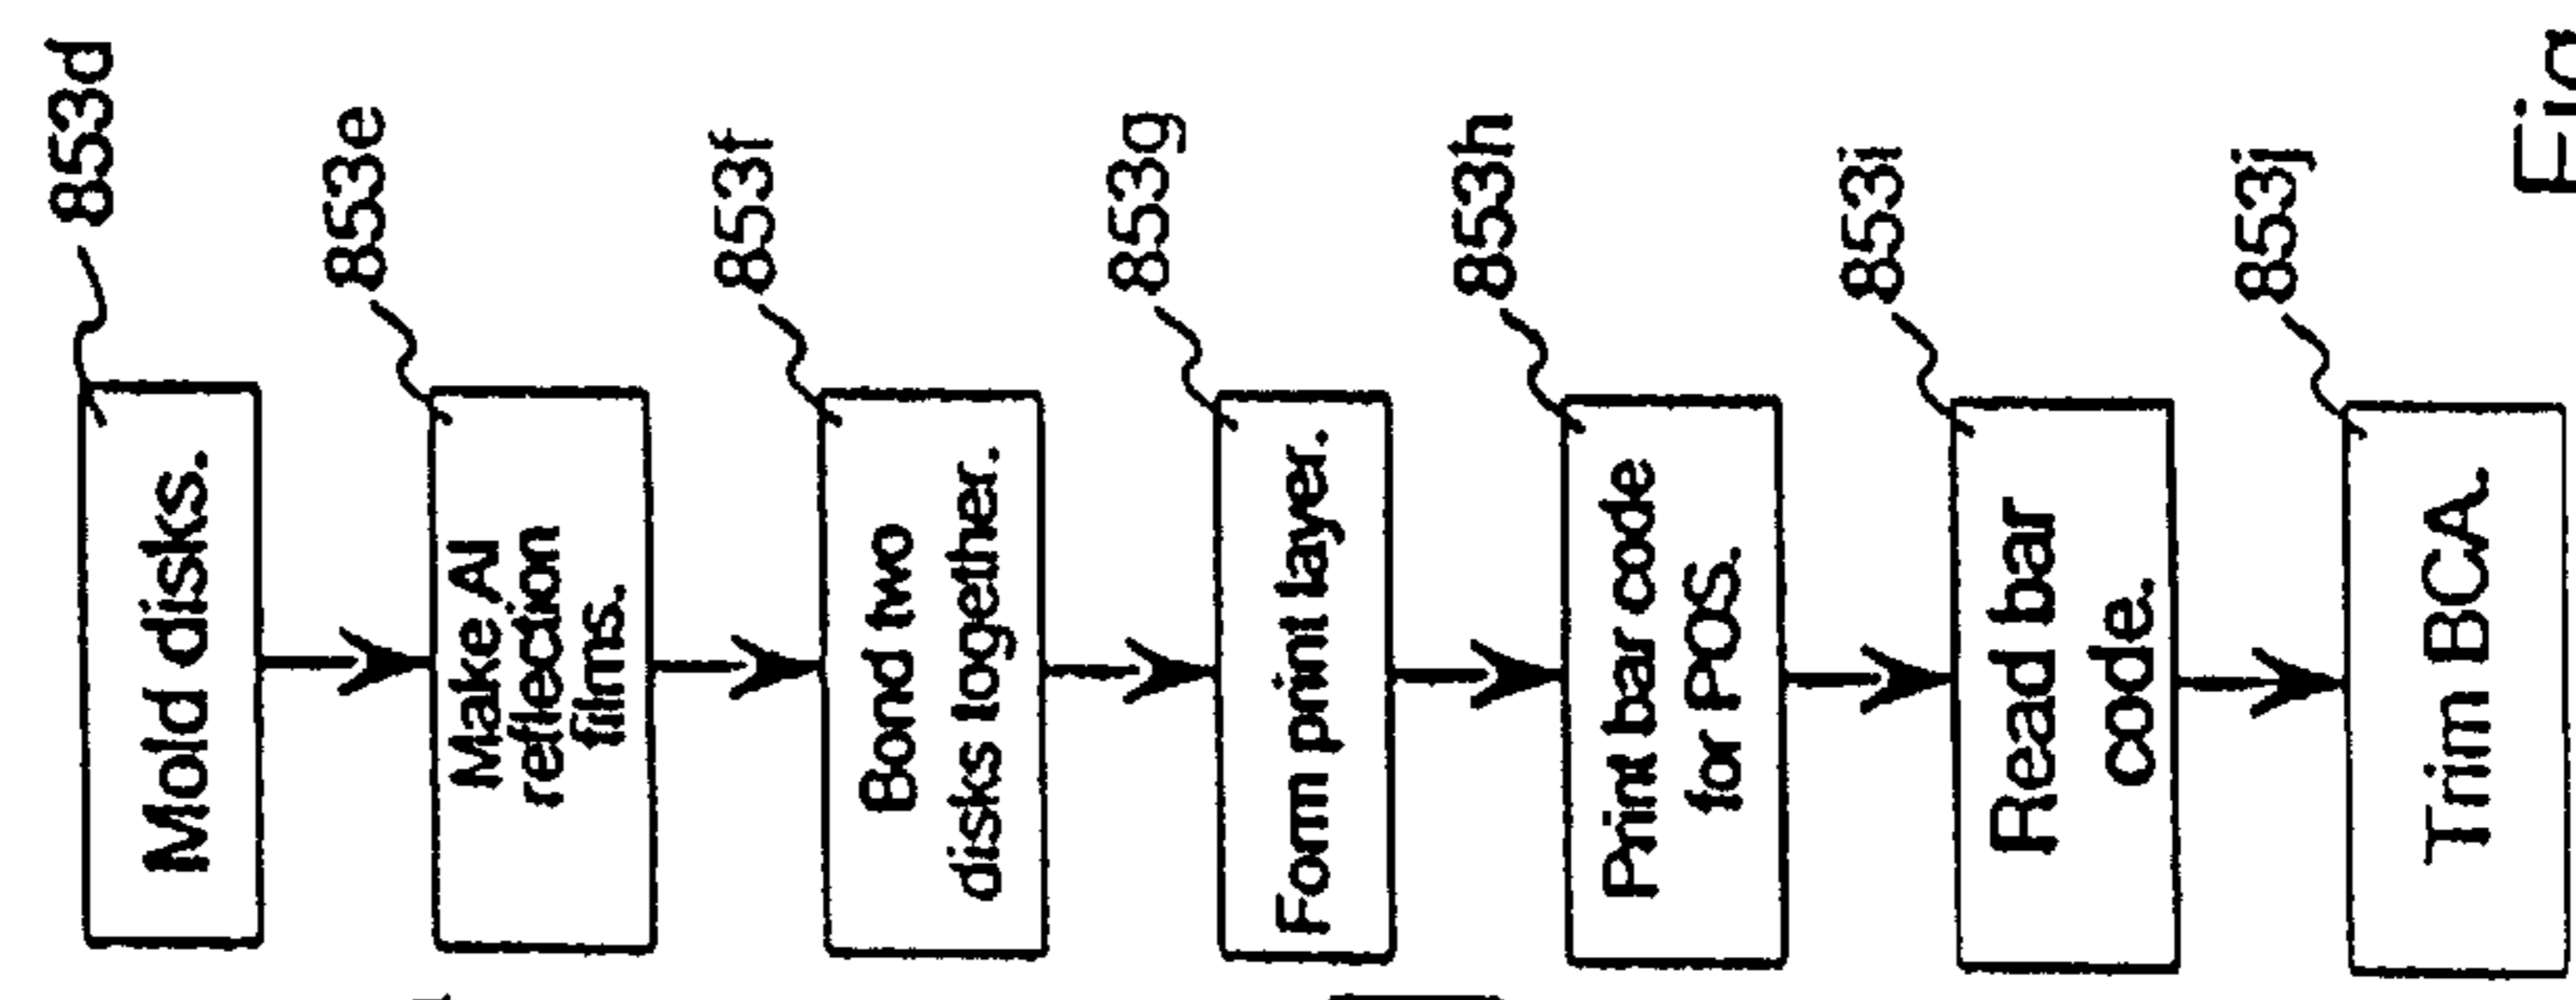 853d
Mold disks.
853e
Make Al
reflection
films.
853f
Bond two
disks together.
853g
Form print layer.
853h
Print bar code
for POS.
853i
Read bar
code.
853j
Trim BCA.
Fig